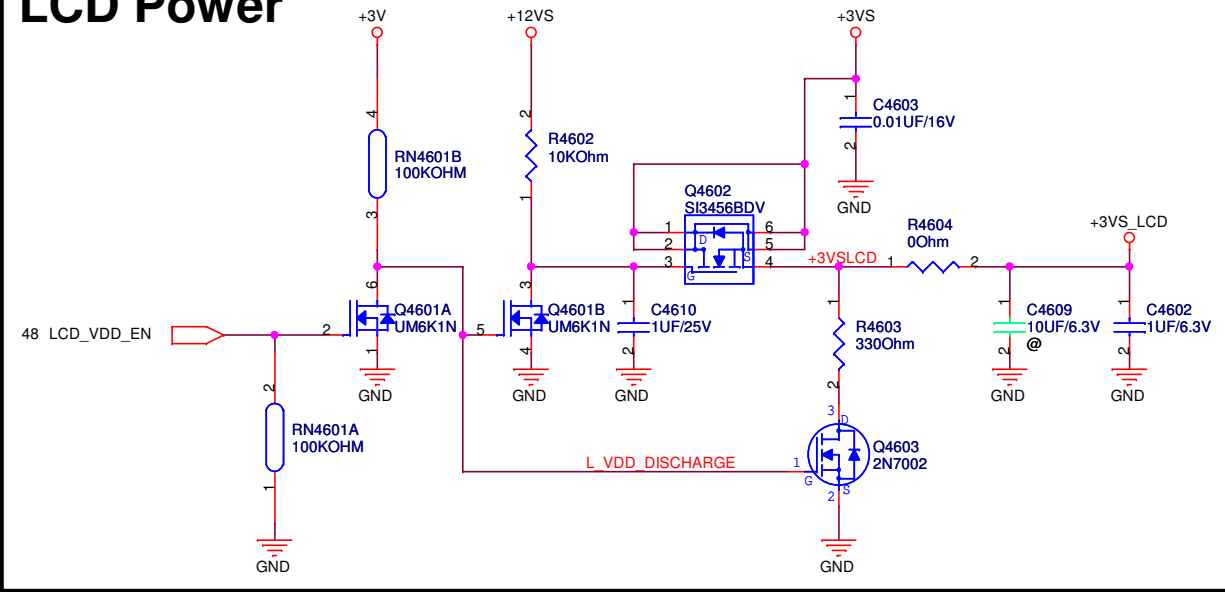 LCD Power
+3V
+12VS
+3VS
4
RN4601B
100KOHM
3
2
R4602
10KOhm
1
1
C4603
0.01UF/16V
2
GND
Q4602
SI3456BDV
1
2
3
D
G
S
6
5
4
+3VSLCD
1
R4604
0Ohm
2
+3VS_LCD
48 LCD_VDD_EN
2
6
Q4601A
UM6K1N
1
GND
5
3
Q4601B
UM6K1N
4
GND
1
C4610
1UF/25V
2
GND
1
R4603
330Ohm
2
1
C4609
10UF/6.3V
@
2
GND
1
C4602
1UF/6.3V
2
GND
2
RN4601A
100KOHM
1
GND
L_VDD_DISCHARGE
1
G
3
D
Q4603
2N7002
S
2
GND